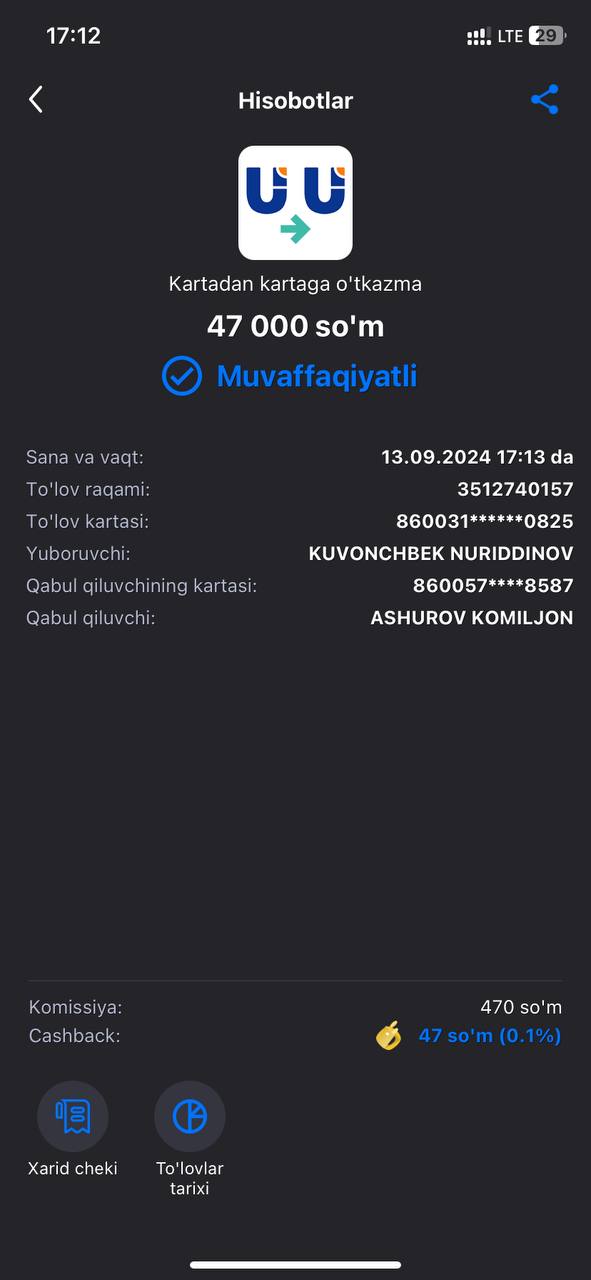 17:12
LTE 29
Hisobotlar
Kartadan kartaga o'tkazma
47 000 so'm
Muvaffaqiyatli
Sana va vaqt: 13.09.2024 17:13 da
To'lov raqami: 3512740157
To'lov kartasi: 860031******0825
Yuboruvchi: KUVONCHBEK NURIDDINOV
Qabul qiluvchining kartasi: 860057****8587
Qabul qiluvchi: ASHUROV KOMILJON
Komissiya: 470 so'm
Cashback: 47 so'm (0.1%)
Xarid cheki
To'lovlar tarixi